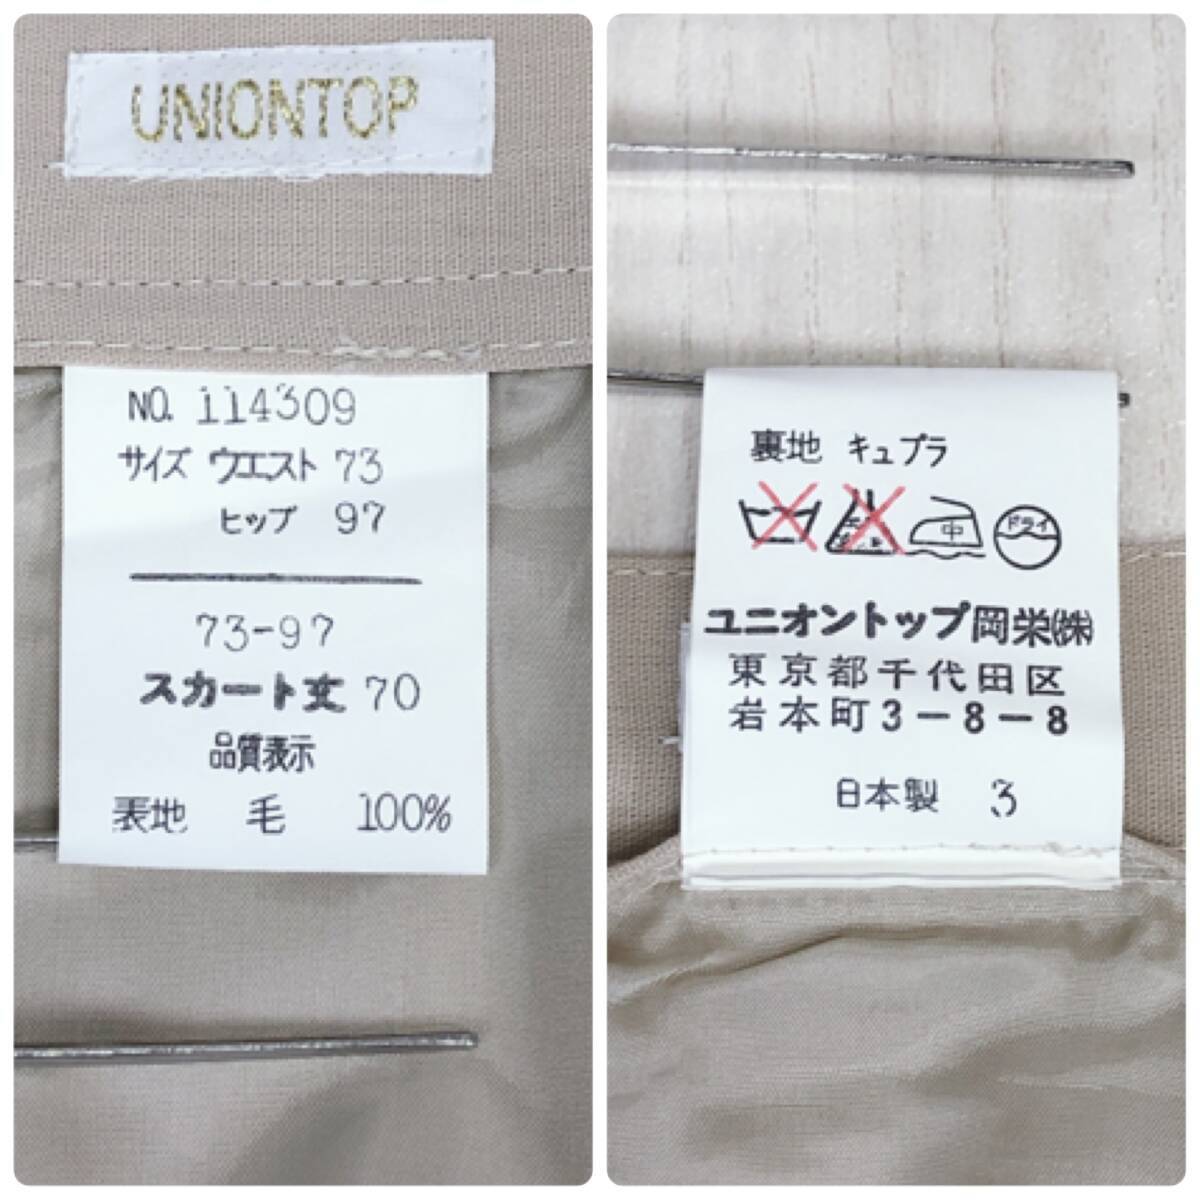 UNIONTOP
NO. 114309
サイズ ウエスト 73
ヒップ 97
73-97
スカート丈 70
品質表示
表地 毛 100%
裏地 キュプラ
中 ドライ
ユニオントップ岡栄(株)
東京都千代田区
岩本町3-8-8
日本製 3